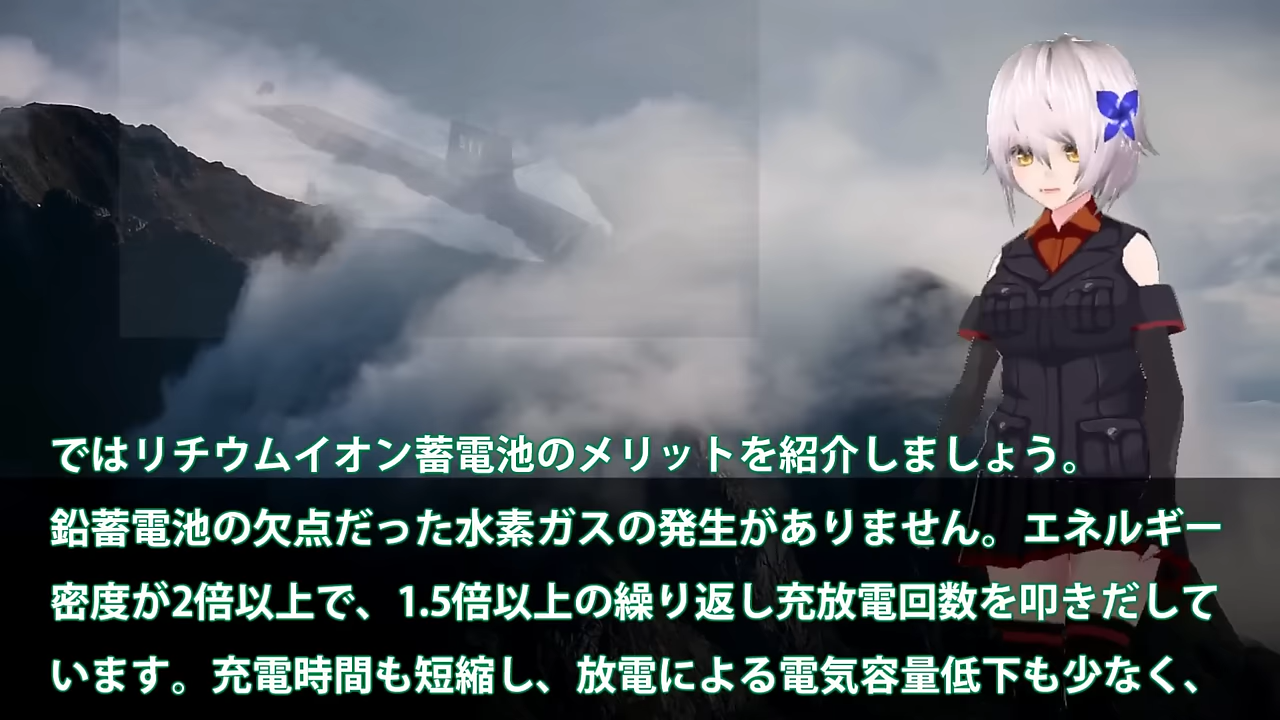 ではリチウムイオン蓄電池のメリットを紹介しましょう。
鉛蓄電池の欠点だった水素ガスの発生がありません。エネルギー
密度が2倍以上で、1.5倍以上の繰り返し充放電回数を叩きだして
います。充電時間も短縮し、放電による電気容量低下も少なく、